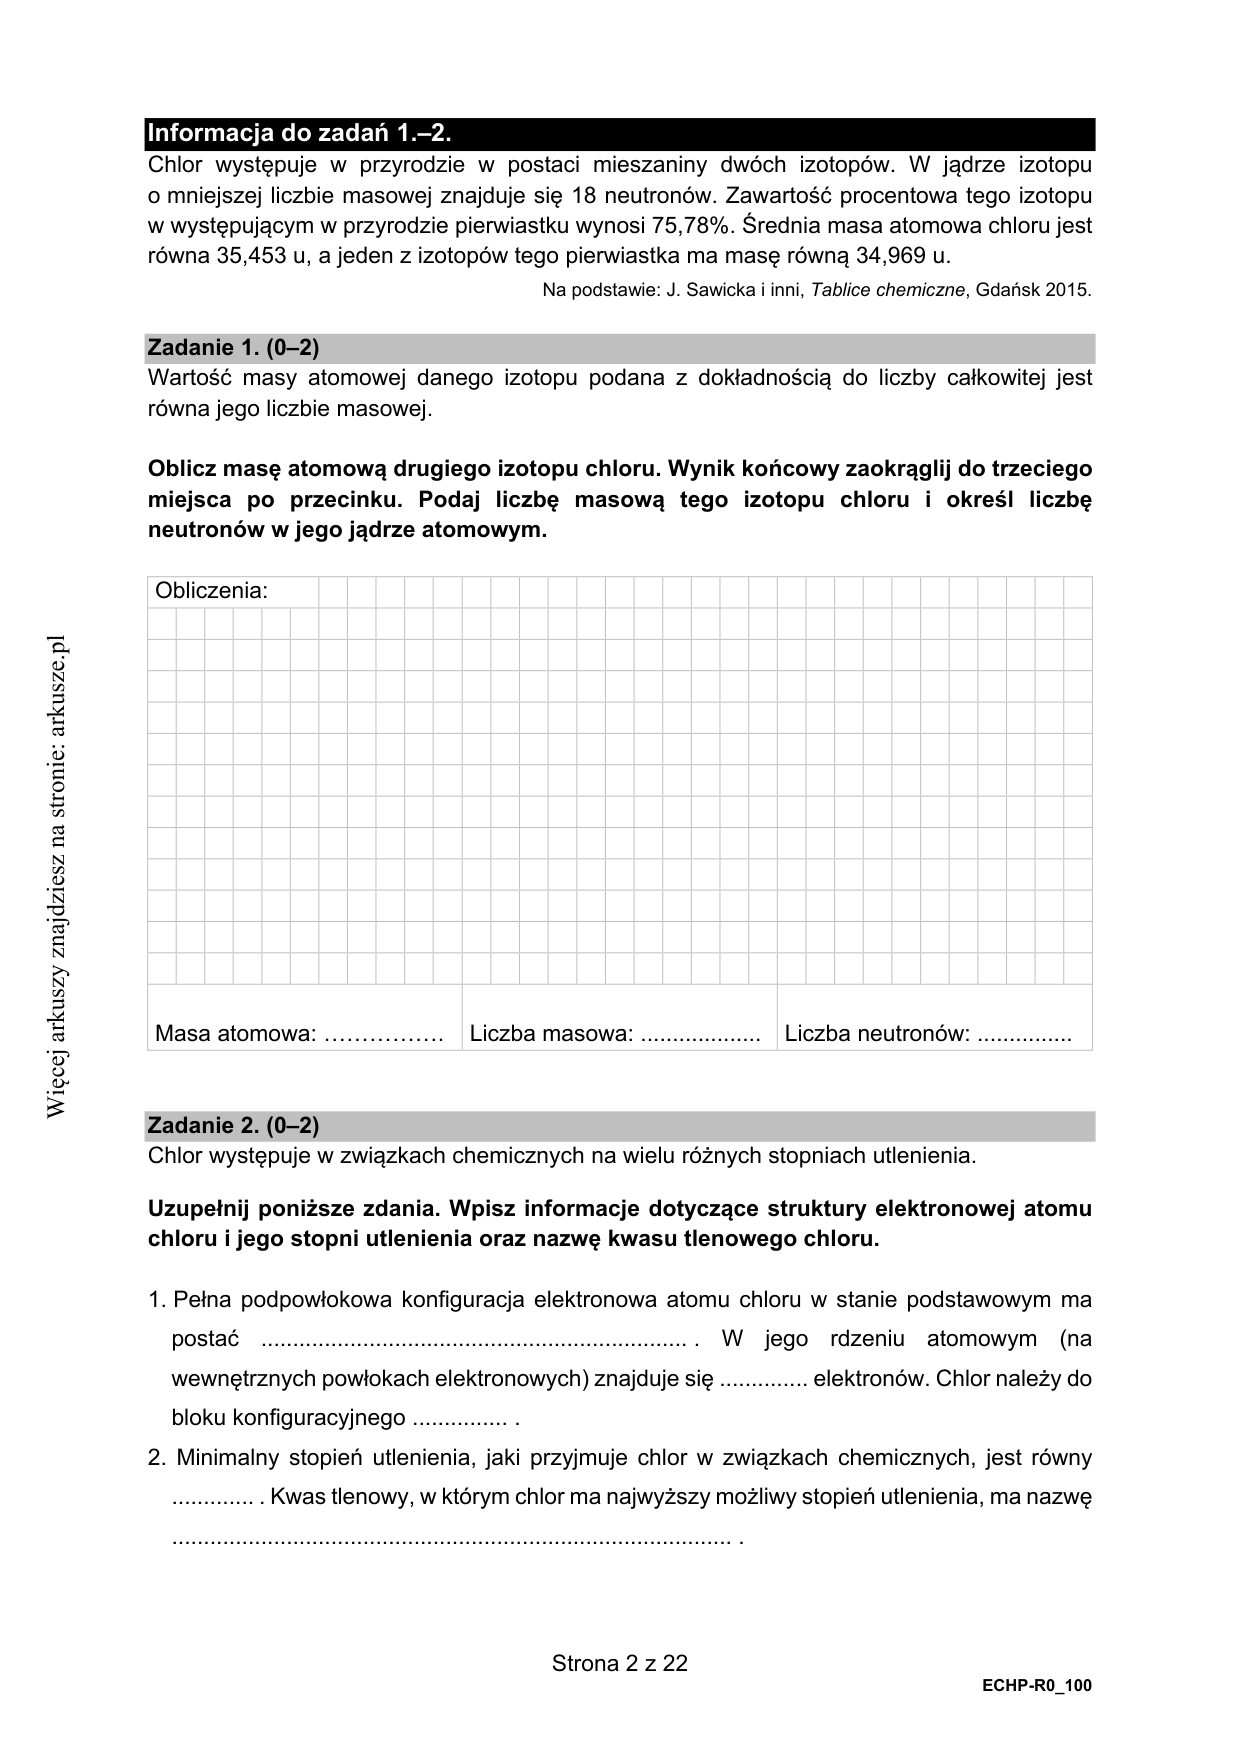 Informacja do zadań 1.–2.
Chlor występuje w przyrodzie w postaci mieszaniny dwóch izotopów. W jądrze izotopu
o mniejszej liczbie masowej znajduje się 18 neutronów. Zawartość procentowa tego izotopu
w występującym w przyrodzie pierwiastku wynosi 75,78%. Średnia masa atomowa chloru jest
równa 35,453 u, a jeden z izotopów tego pierwiastka ma masę równą 34,969 u.
Na podstawie: J. Sawicka i inni, Tablice chemiczne, Gdańsk 2015.
Zadanie 1. (0–2)
Wartość masy atomowej danego izotopu podana z dokładnością do liczby całkowitej jest
równa jego liczbie masowej.
Oblicz masę atomową drugiego izotopu chloru. Wynik końcowy zaokrąglij do trzeciego
miejsca po przecinku. Podaj liczbę masową tego izotopu chloru i określ liczbę
neutronów w jego jądrze atomowym.
Obliczenia:
Masa atomowa: ……………. Liczba masowa: ................... Liczba neutronów: ...............
Zadanie 2. (0–2)
Chlor występuje w związkach chemicznych na wielu różnych stopniach utlenienia.
Uzupełnij poniższe zdania. Wpisz informacje dotyczące struktury elektronowej atomu
chloru i jego stopni utlenienia oraz nazwę kwasu tlenowego chloru.
1. Pełna podpowłokowa konfiguracja elektronowa atomu chloru w stanie podstawowym ma
postać ................................................................... . W jego rdzeniu atomowym (na
wewnętrznych powłokach elektronowych) znajduje się .............. elektronów. Chlor należy do
bloku konfiguracyjnego ............... .
2. Minimalny stopień utlenienia, jaki przyjmuje chlor w związkach chemicznych, jest równy
............. . Kwas tlenowy, w którym chlor ma najwyższy możliwy stopień utlenienia, ma nazwę
........................................................................................ .
Strona 2 z 22
ECHP-R0_100
Więcej arkuszy znajdziesz na stronie: arkusze.pl